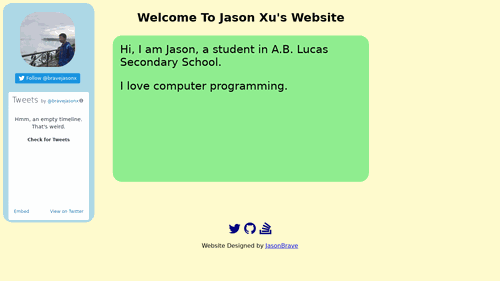 Welcome To Jason Xu's Website
Follow @bravejasons
Tweets by @bravejasons
Hmm, an empty timeline.
That's weird.
Check for Tweets
Embed
View on Twitter
Hi, I am Jason, a student in A.B. Lucas
Secondary School.
I love computer programming.
Website Designed by JasonBrave